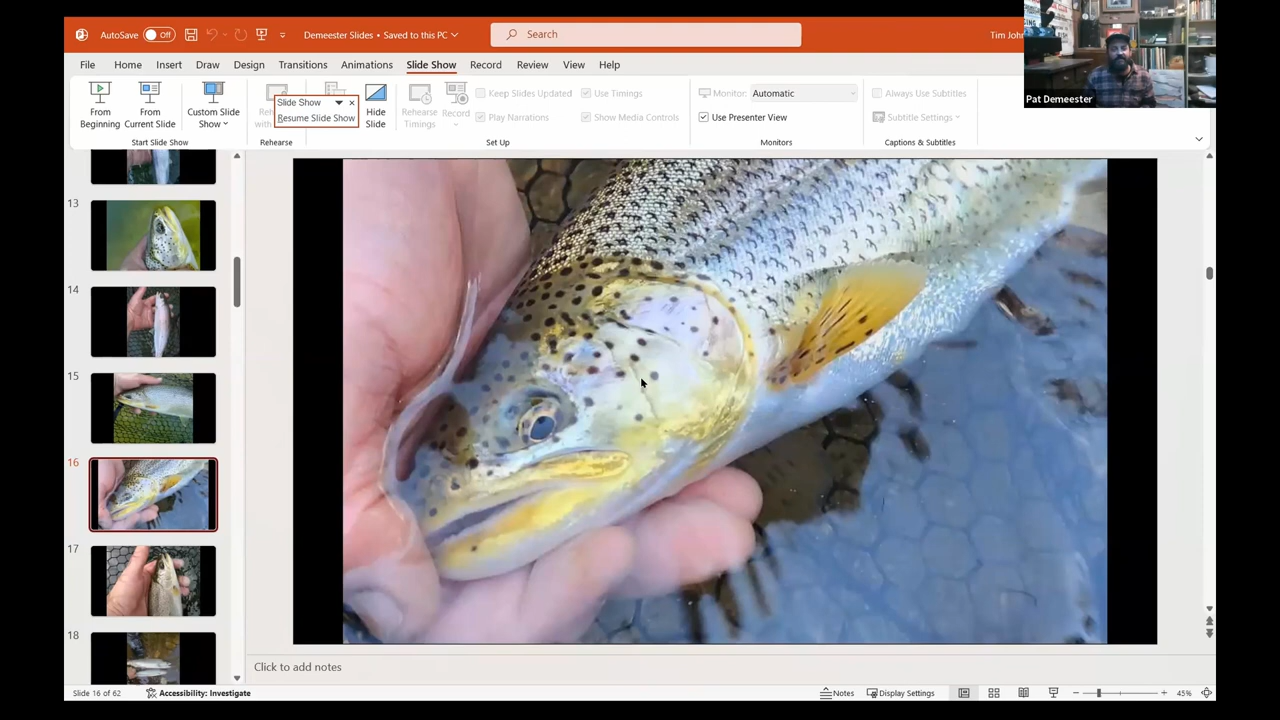 AutoSave Off Demeester Slides • Saved to this PC Search Tim John
File Home Insert Draw Design Transitions Animations Slide Show Record Review View Help
From Beginning
From Current Slide
Custom Slide Show
Start Slide Show
Rehearse
Slide Show
Resume Slide Show
Hide Slide
Rehearse Timings
Record
Keep Slides Updated
Play Narrations
Use Timings
Show Media Controls
Set Up
Monitor: Automatic
Use Presenter View
Monitors
Always Use Subtitles
Subtitle Settings
Captions & Subtitles
Pat Demeester
13
14
15
16
17
18
Click to add notes
Slide 16 of 62 Accessibility: Investigate Notes Display Settings 45%